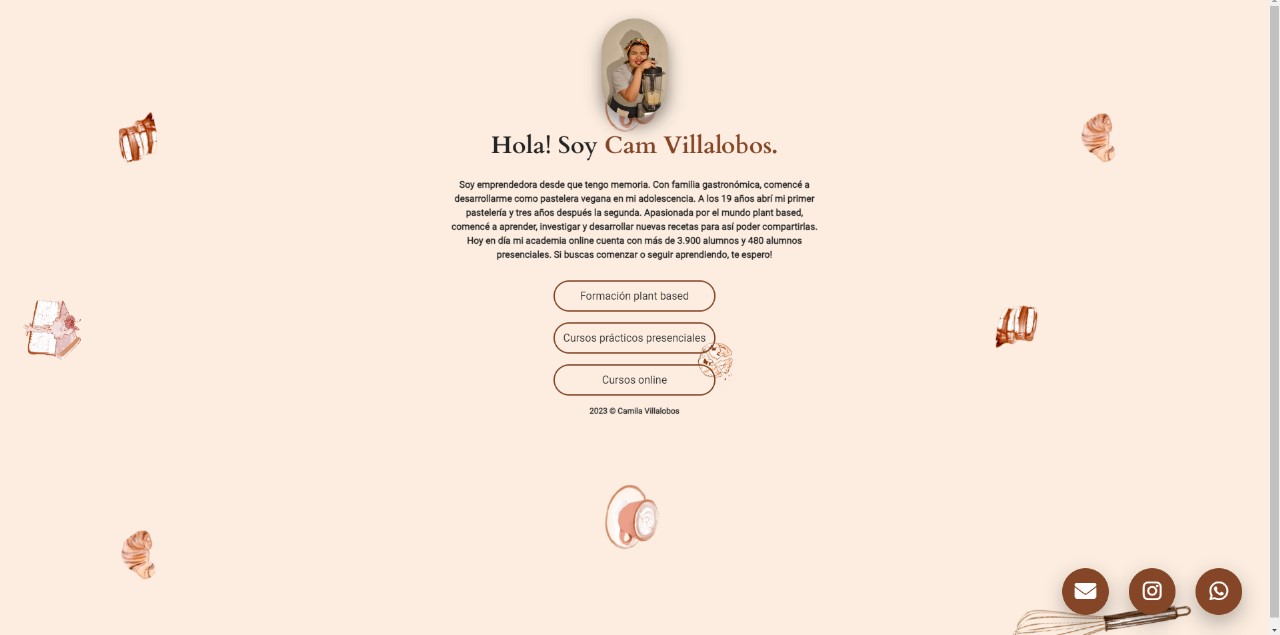 Hola! Soy Cam Villalobos.
Soy emprendedora desde que tengo memoria. Con familia gastronómica, comencé a
desarrollarme como pastelera vegana en mi adolescencia. A los 19 años abrí mi primer
pastelería y tres años después la segunda. Apasionada por el mundo plant based,
comencé a aprender, investigar y desarrollar nuevas recetas para así poder compartirlas.
Hoy en día mi academia online cuenta con más de 3.900 alumnos y 480 alumnos
presenciales. Si buscas comenzar o seguir aprendiendo, te espero!
Formación plant based
Cursos prácticos presenciales
Cursos online
2023 © Camila Villalobos